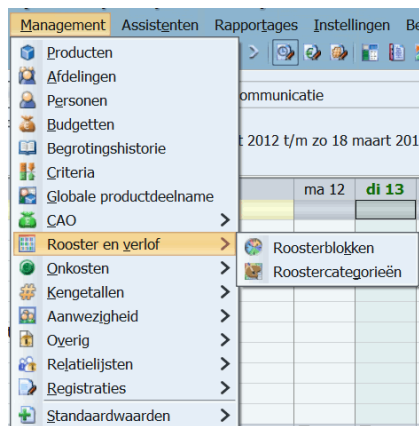 Management Assistenten Rapportages Instellingen Be
Producten
Afdelingen
Personen
ommunicatie
Budgetten
Begrotingshistorie
t 2012 t/m zo 18 maart 201
Criteria
Globale productdeelname
ma 12 di 13
CAO
Rooster en verlof
Roosterblokken
Onkosten
Roostercategorieën
Kengetallen
Aanwezigheid
Overig
Relatielijsten
Registraties
Standaardwaarden